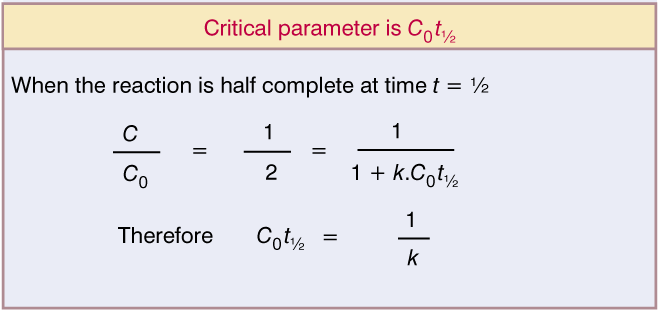 Critical parameter is C₀t½
When the reaction is half complete at time t = ½
C/C₀ = 1/2 = 1/(1 + k.C₀t½)
Therefore C₀t½ = 1/k